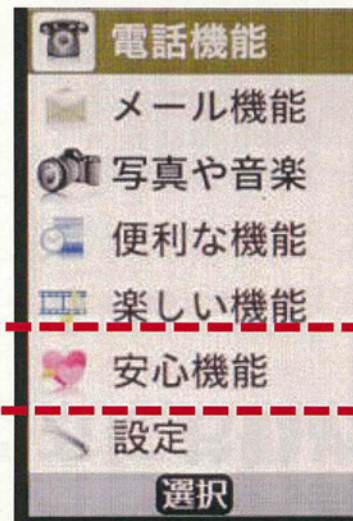 電話機能
メール機能
写真や音楽
便利な機能
楽しい機能
安心機能
設定
選択